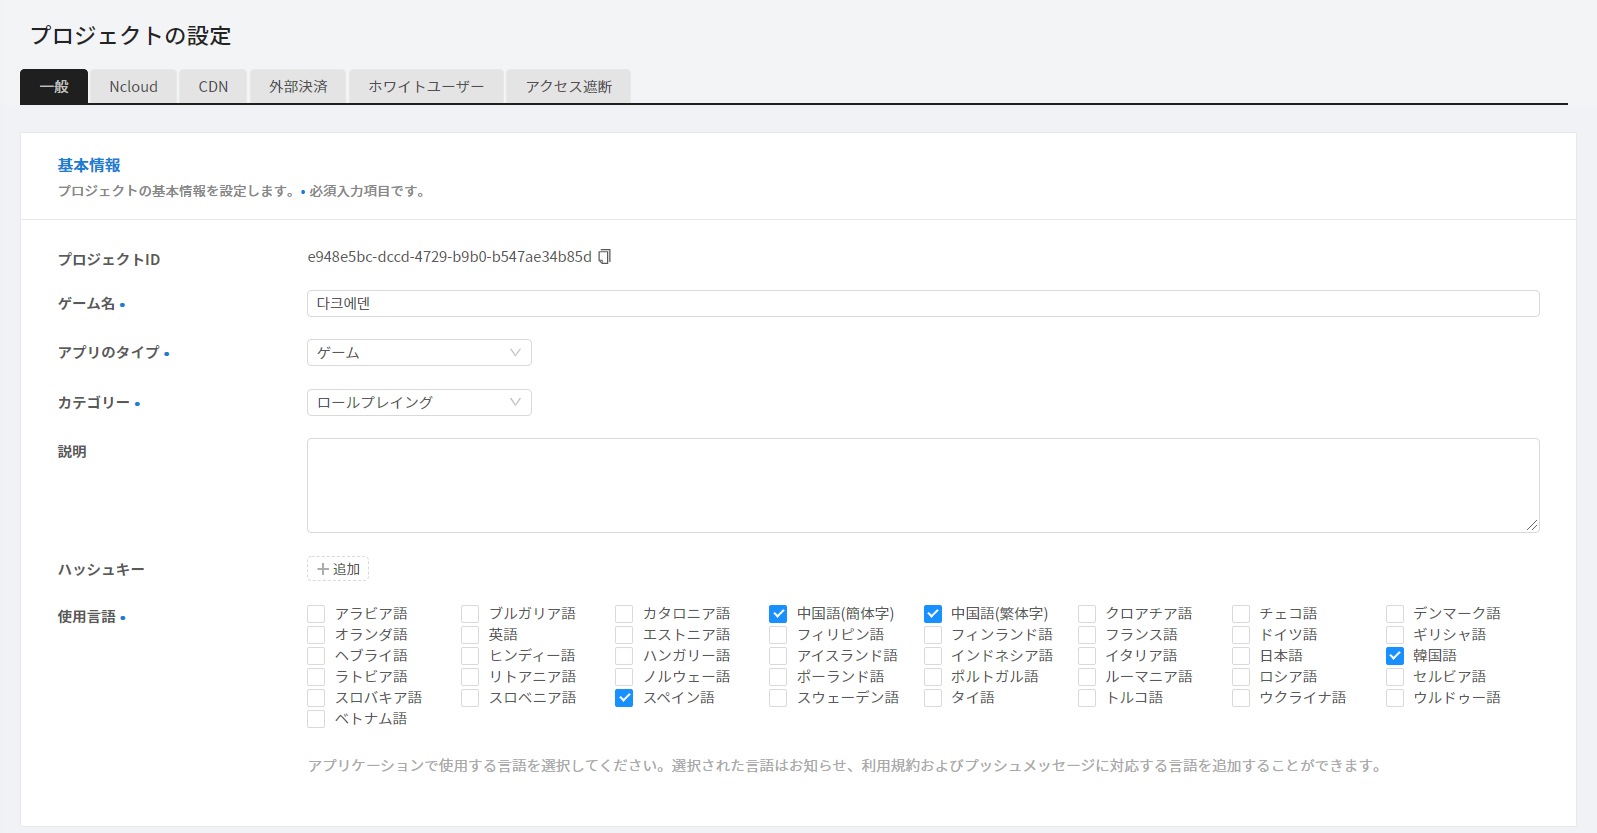 プロジェクトの設定
一般 Ncloud CDN 外部決済 ホワイトユーザー アクセス遮断
基本情報
プロジェクトの基本情報を設定します。• 必須入力項目です。
プロジェクトID e948e5bc-dccd-4729-b9b0-b547ae34b85d
ゲーム名 • 다크에덴
アプリのタイプ • ゲーム
カテゴリー • ロールプレイング
説明
ハッシュキー + 追加
使用言語 • アラビア語 ブルガリア語 カタロニア語 中国語(簡体字) 中国語(繁体字) クロアチア語 チェコ語 デンマーク語
オランダ語 英語 エストニア語 フィリピン語 フィンランド語 フランス語 ドイツ語 ギリシャ語
ヘブライ語 ヒンディー語 ハンガリー語 アイスランド語 インドネシア語 イタリア語 日本語 韓国語
ラトビア語 リトアニア語 ノルウェー語 ポーランド語 ポルトガル語 ルーマニア語 ロシア語 セルビア語
スロバキア語 スロベニア語 スペイン語 スウェーデン語 タイ語 トルコ語 ウクライナ語 ウルドゥー語
ベトナム語
アプリケーションで使用する言語を選択してください。選択された言語はお知らせ、利用規約およびプッシュメッセージに対応する言語を追加することができます。